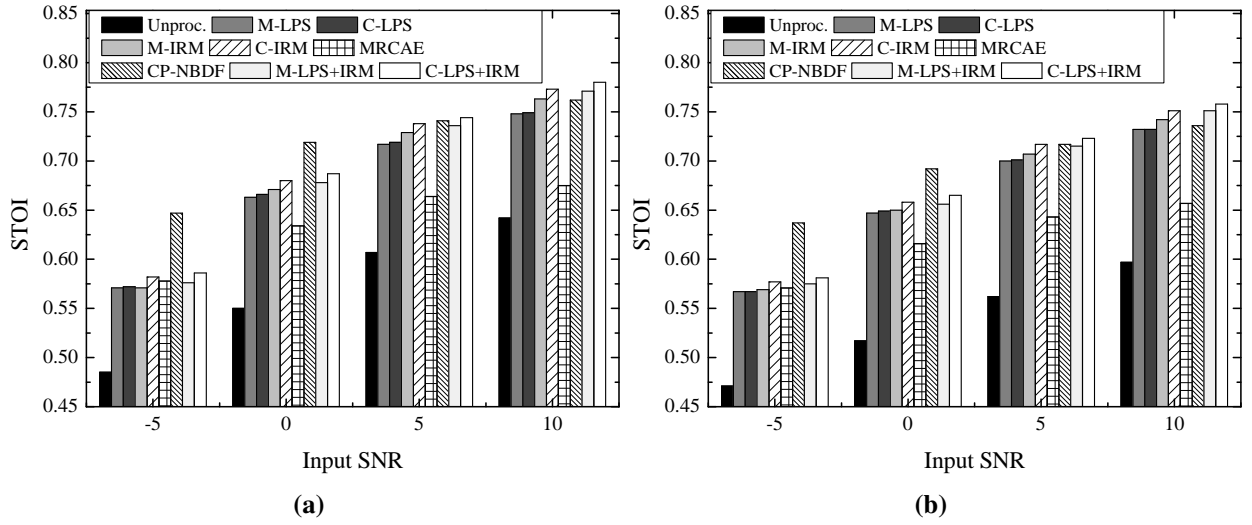 0.85
0.80
0.75
0.70
0.65
0.60
0.55
0.50
0.45
STOI
Unproc. M-LPS C-LPS
M-IRM C-IRM MRCAE
CP-NBDF M-LPS+IRM C-LPS+IRM
-5 0 5 10
Input SNR
(a)
0.85
0.80
0.75
0.70
0.65
0.60
0.55
0.50
0.45
STOI
Unproc. M-LPS C-LPS
M-IRM C-IRM MRCAE
CP-NBDF M-LPS+IRM C-LPS+IRM
-5 0 5 10
Input SNR
(b)